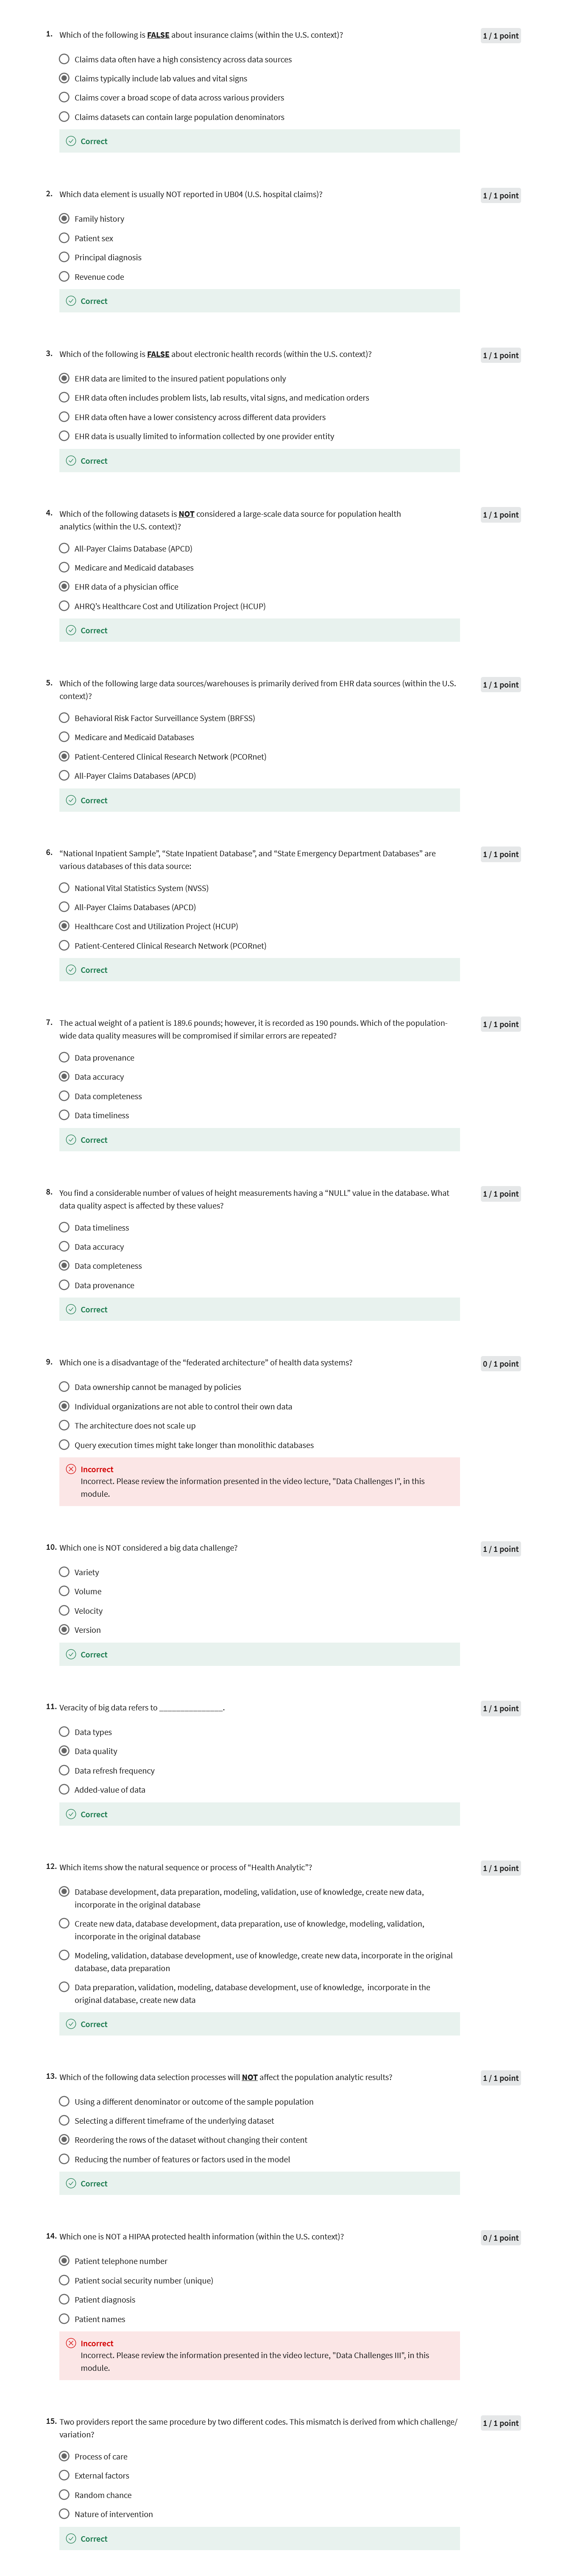 1. Which of the following is FALSE about insurance claims (within the U.S. context)?
1 / 1 point
Claims data often have a high consistency across data sources
Claims typically include lab values and vital signs
Claims cover a broad scope of data across various providers
Claims datasets can contain large population denominators
Correct
2. Which data element is usually NOT reported in UB04 (U.S. hospital claims)?
1 / 1 point
Family history
Patient sex
Principal diagnosis
Revenue code
Correct
3. Which of the following is FALSE about electronic health records (within the U.S. context)?
1 / 1 point
EHR data are limited to the insured patient populations only
EHR data often includes problem lists, lab results, vital signs, and medication orders
EHR data often have a lower consistency across different data providers
EHR data is usually limited to information collected by one provider entity
Correct
4. Which of the following datasets is NOT considered a large-scale data source for population health
analytics (within the U.S. context)?
1 / 1 point
All-Payer Claims Database (APCD)
Medicare and Medicaid databases
EHR data of a physician office
AHRQ's Healthcare Cost and Utilization Project (HCUP)
Correct
5. Which of the following large data sources/warehouses is primarily derived from EHR data sources (within the U.S.
context)?
1 / 1 point
Behavioral Risk Factor Surveillance System (BRFSS)
Medicare and Medicaid Databases
Patient-Centered Clinical Research Network (PCORnet)
All-Payer Claims Databases (APCD)
Correct
6. "National Inpatient Sample", "State Inpatient Database", and "State Emergency Department Databases" are
various databases of this data source:
1 / 1 point
National Vital Statistics System (NVSS)
All-Payer Claims Databases (APCD)
Healthcare Cost and Utilization Project (HCUP)
Patient-Centered Clinical Research Network (PCORnet)
Correct
7. The actual weight of a patient is 189.6 pounds; however, it is recorded as 190 pounds. Which of the population-
wide data quality measures will be compromised if similar errors are repeated?
1 / 1 point
Data provenance
Data accuracy
Data completeness
Data timeliness
Correct
8. You find a considerable number of values of height measurements having a "NULL" value in the database. What
data quality aspect is affected by these values?
1 / 1 point
Data timeliness
Data accuracy
Data completeness
Data provenance
Correct
9. Which one is a disadvantage of the "federated architecture" of health data systems?
0 / 1 point
Data ownership cannot be managed by policies
Individual organizations are not able to control their own data
The architecture does not scale up
Query execution times might take longer than monolithic databases
Incorrect
Incorrect. Please review the information presented in the video lecture, "Data Challenges I", in this
module.
10. Which one is NOT considered a big data challenge?
1 / 1 point
Variety
Volume
Velocity
Version
Correct
11. Veracity of big data refers to _______________.
1 / 1 point
Data types
Data quality
Data refresh frequency
Added-value of data
Correct
12. Which items show the natural sequence or process of "Health Analytic"?
1 / 1 point
Database development, data preparation, modeling, validation, use of knowledge, create new data,
incorporate in the original database
Create new data, database development, data preparation, use of knowledge, modeling, validation,
incorporate in the original database
Modeling, validation, database development, use of knowledge, create new data, incorporate in the original
database, data preparation
Data preparation, validation, modeling, database development, use of knowledge, incorporate in the
original database, create new data
Correct
13. Which of the following data selection processes will NOT affect the population analytic results?
1 / 1 point
Using a different denominator or outcome of the sample population
Selecting a different timeframe of the underlying dataset
Reordering the rows of the dataset without changing their content
Reducing the number of features or factors used in the model
Correct
14. Which one is NOT a HIPAA protected health information (within the U.S. context)?
0 / 1 point
Patient telephone number
Patient social security number (unique)
Patient diagnosis
Patient names
Incorrect
Incorrect. Please review the information presented in the video lecture, "Data Challenges III", in this
module.
15. Two providers report the same procedure by two different codes. This mismatch is derived from which challenge/
variation?
1 / 1 point
Process of care
External factors
Random chance
Nature of intervention
Correct